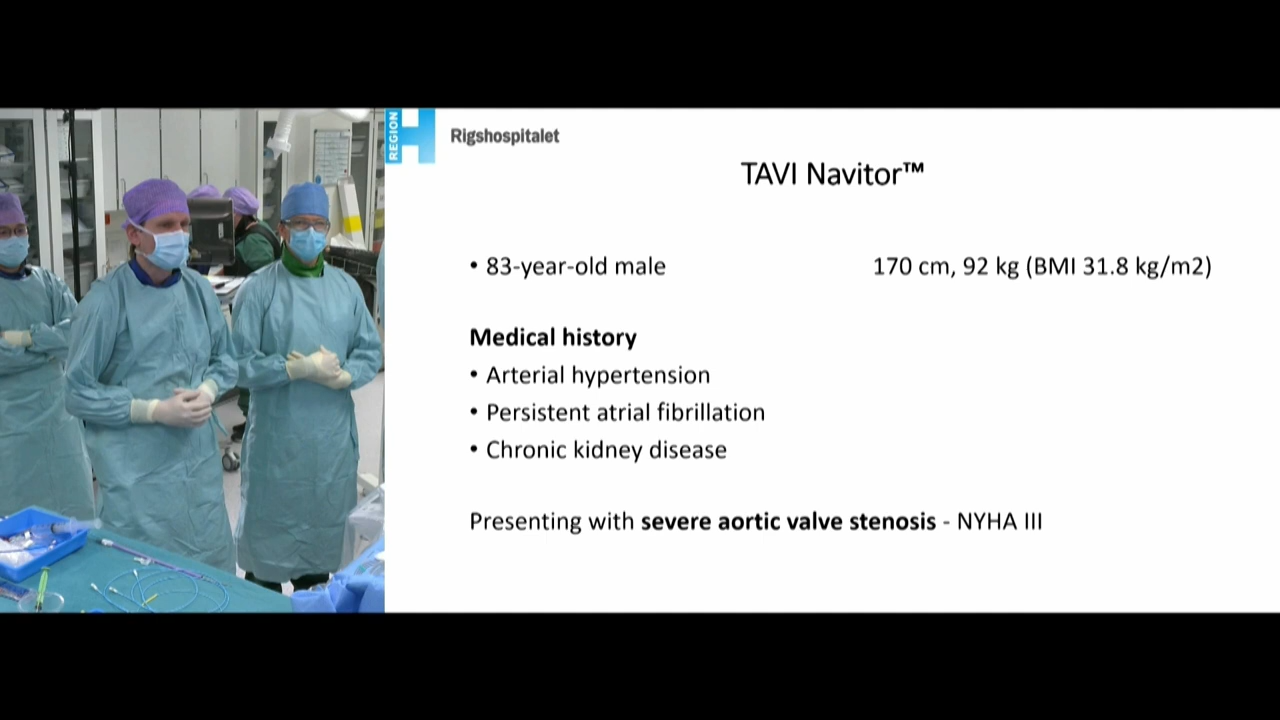 REGION
Rigshospitalet
TAVI Navitor™
• 83-year-old male 170 cm, 92 kg (BMI 31.8 kg/m2)
Medical history
• Arterial hypertension
• Persistent atrial fibrillation
• Chronic kidney disease
Presenting with severe aortic valve stenosis - NYHA III